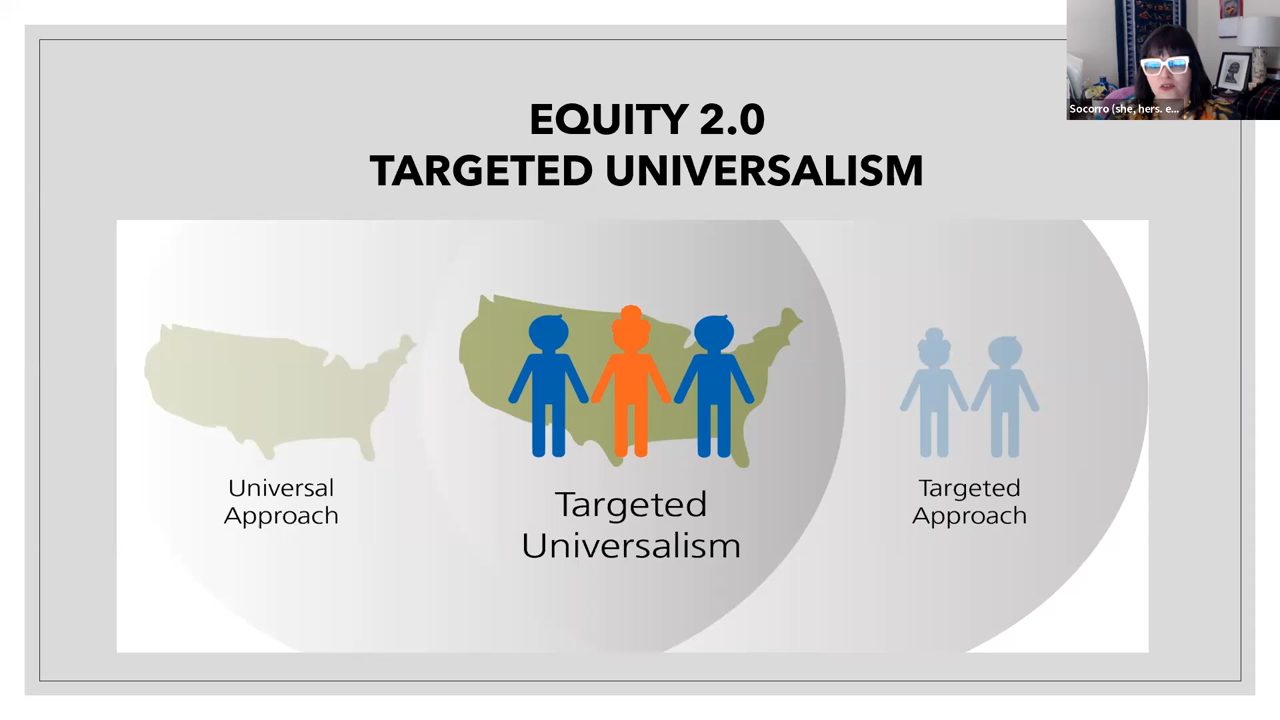 EQUITY 2.0
TARGETED UNIVERSALISM
Socorro (she, hers. e...
Universal
Approach
Targeted
Universalism
Targeted
Approach